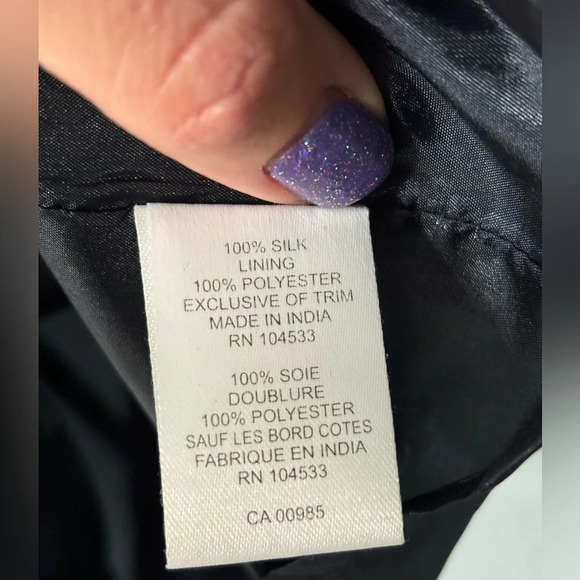 100% SILK
LINING
100% POLYESTER
EXCLUSIVE OF TRIM
MADE IN INDIA
RN 104533
100% SOIE
DOUBLURE
100% POLYESTER
SAUF LES BORD COTES
FABRIQUE EN INDIA
RN 104533
CA 00985